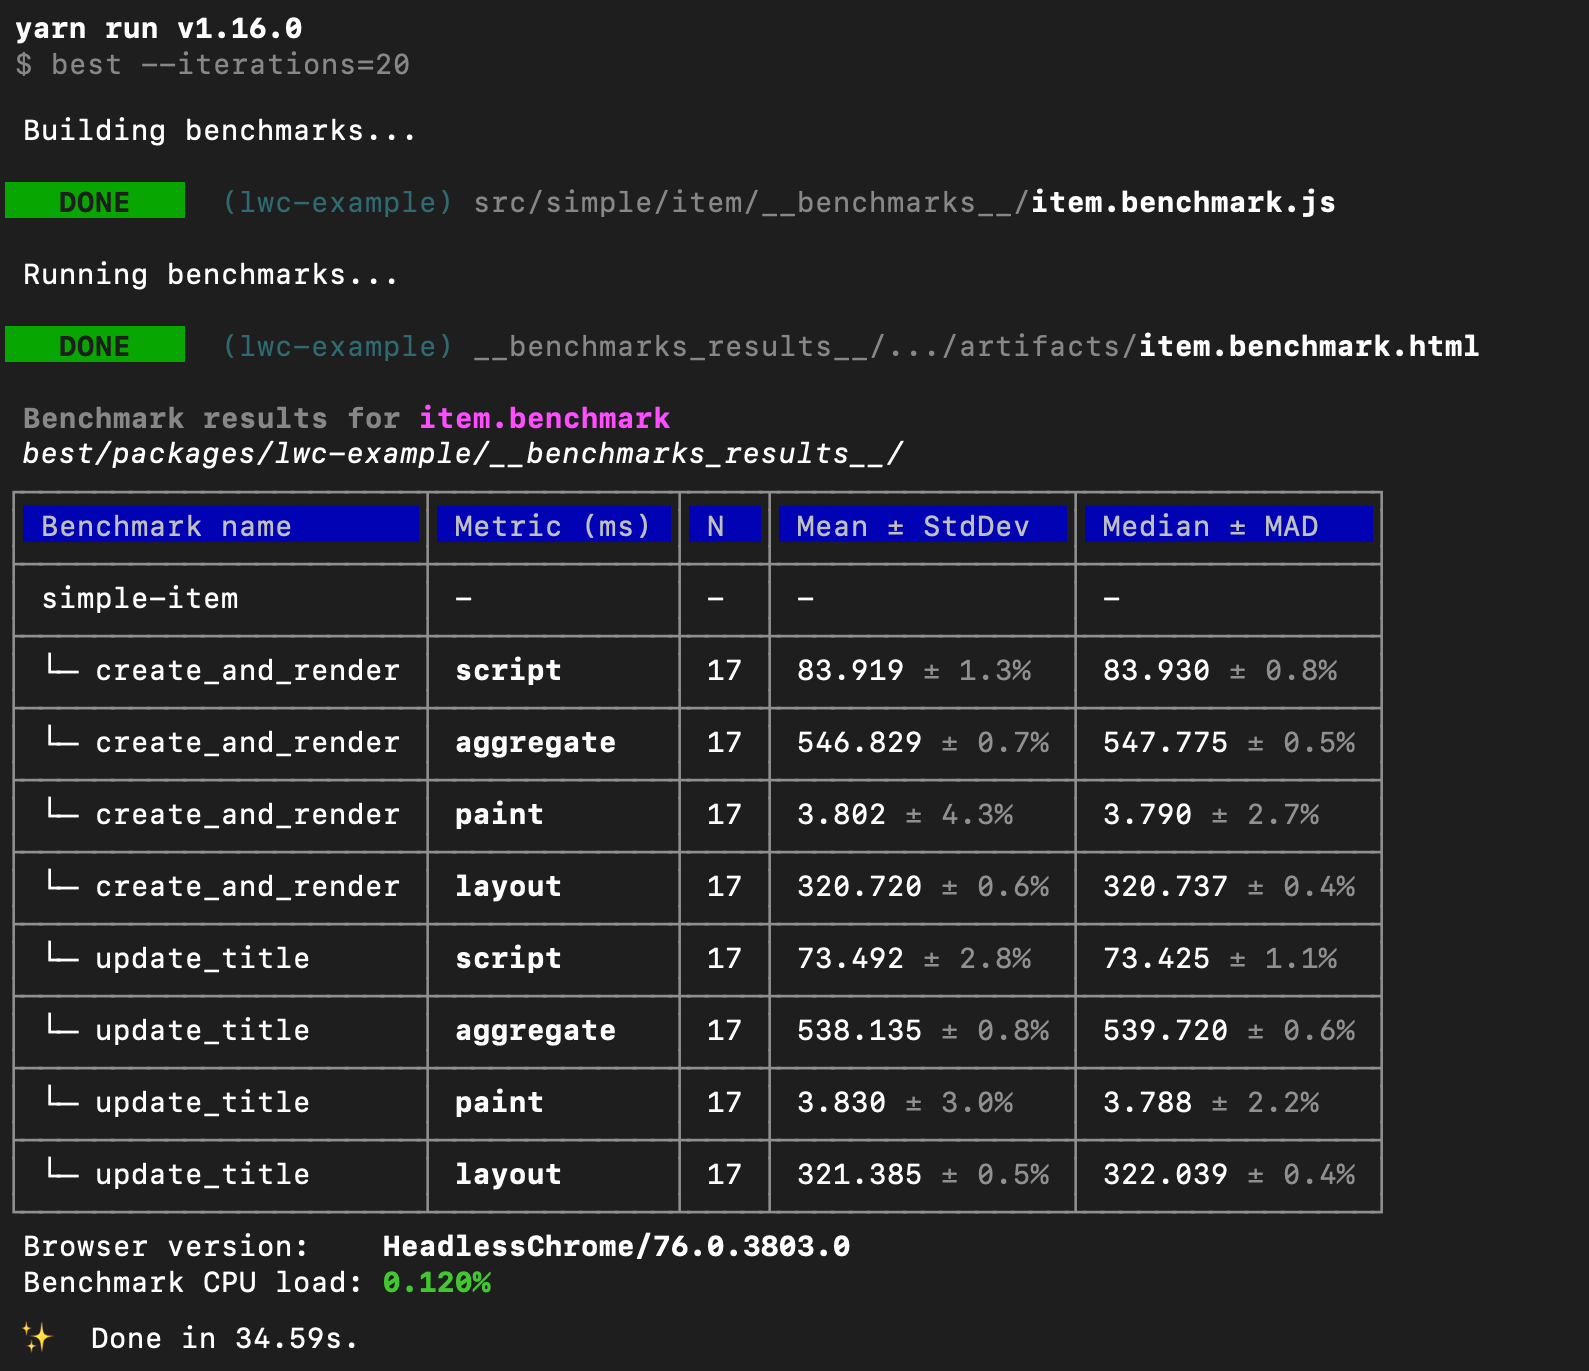 yarn run v1.16.0
$ best --iterations=20
Building benchmarks...
DONE (lwc-example) src/simple/item/__benchmarks__/item.benchmark.js
Running benchmarks...
DONE (lwc-example) __benchmarks_results__/.../artifacts/item.benchmark.html
Benchmark results for item.benchmark
best/packages/lwc-example/__benchmarks_results__/
Benchmark name Metric (ms) N Mean ± StdDev Median ± MAD
simple-item - - - -
└─ create_and_render script 17 83.919 ± 1.3% 83.930 ± 0.8%
└─ create_and_render aggregate 17 546.829 ± 0.7% 547.775 ± 0.5%
└─ create_and_render paint 17 3.802 ± 4.3% 3.790 ± 2.7%
└─ create_and_render layout 17 320.720 ± 0.6% 320.737 ± 0.4%
└─ update_title script 17 73.492 ± 2.8% 73.425 ± 1.1%
└─ update_title aggregate 17 538.135 ± 0.8% 539.720 ± 0.6%
└─ update_title paint 17 3.830 ± 3.0% 3.788 ± 2.2%
└─ update_title layout 17 321.385 ± 0.5% 322.039 ± 0.4%
Browser version: HeadlessChrome/76.0.3803.0
Benchmark CPU load: 0.120%
✨ Done in 34.59s.